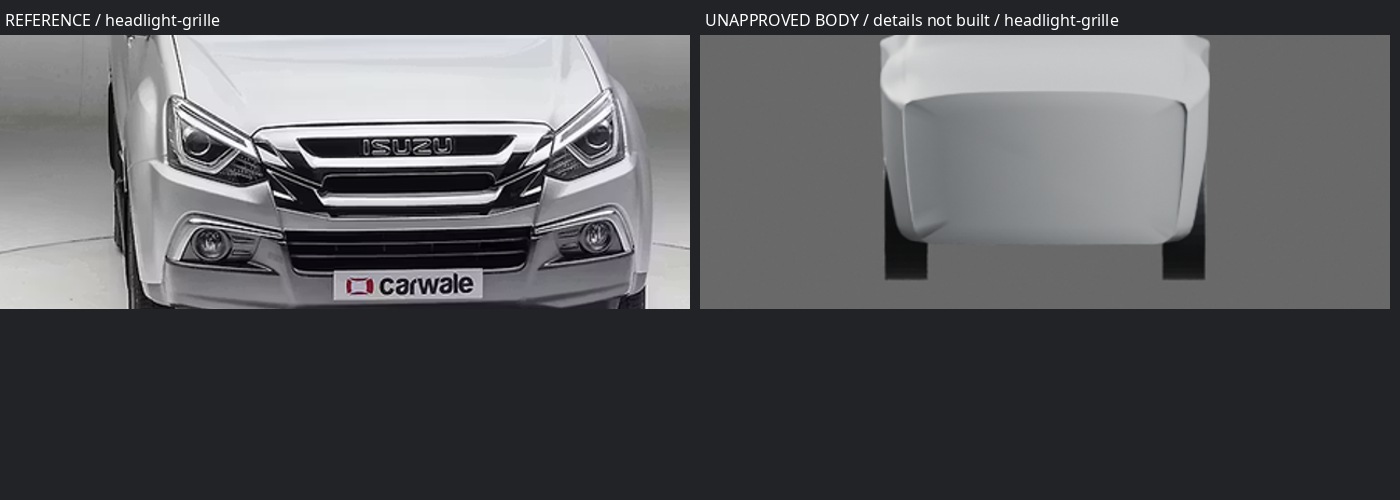 REFERENCE / headlight-grille
UNAPPROVED BODY / details not built / headlight-grille
ISUZU
carwale